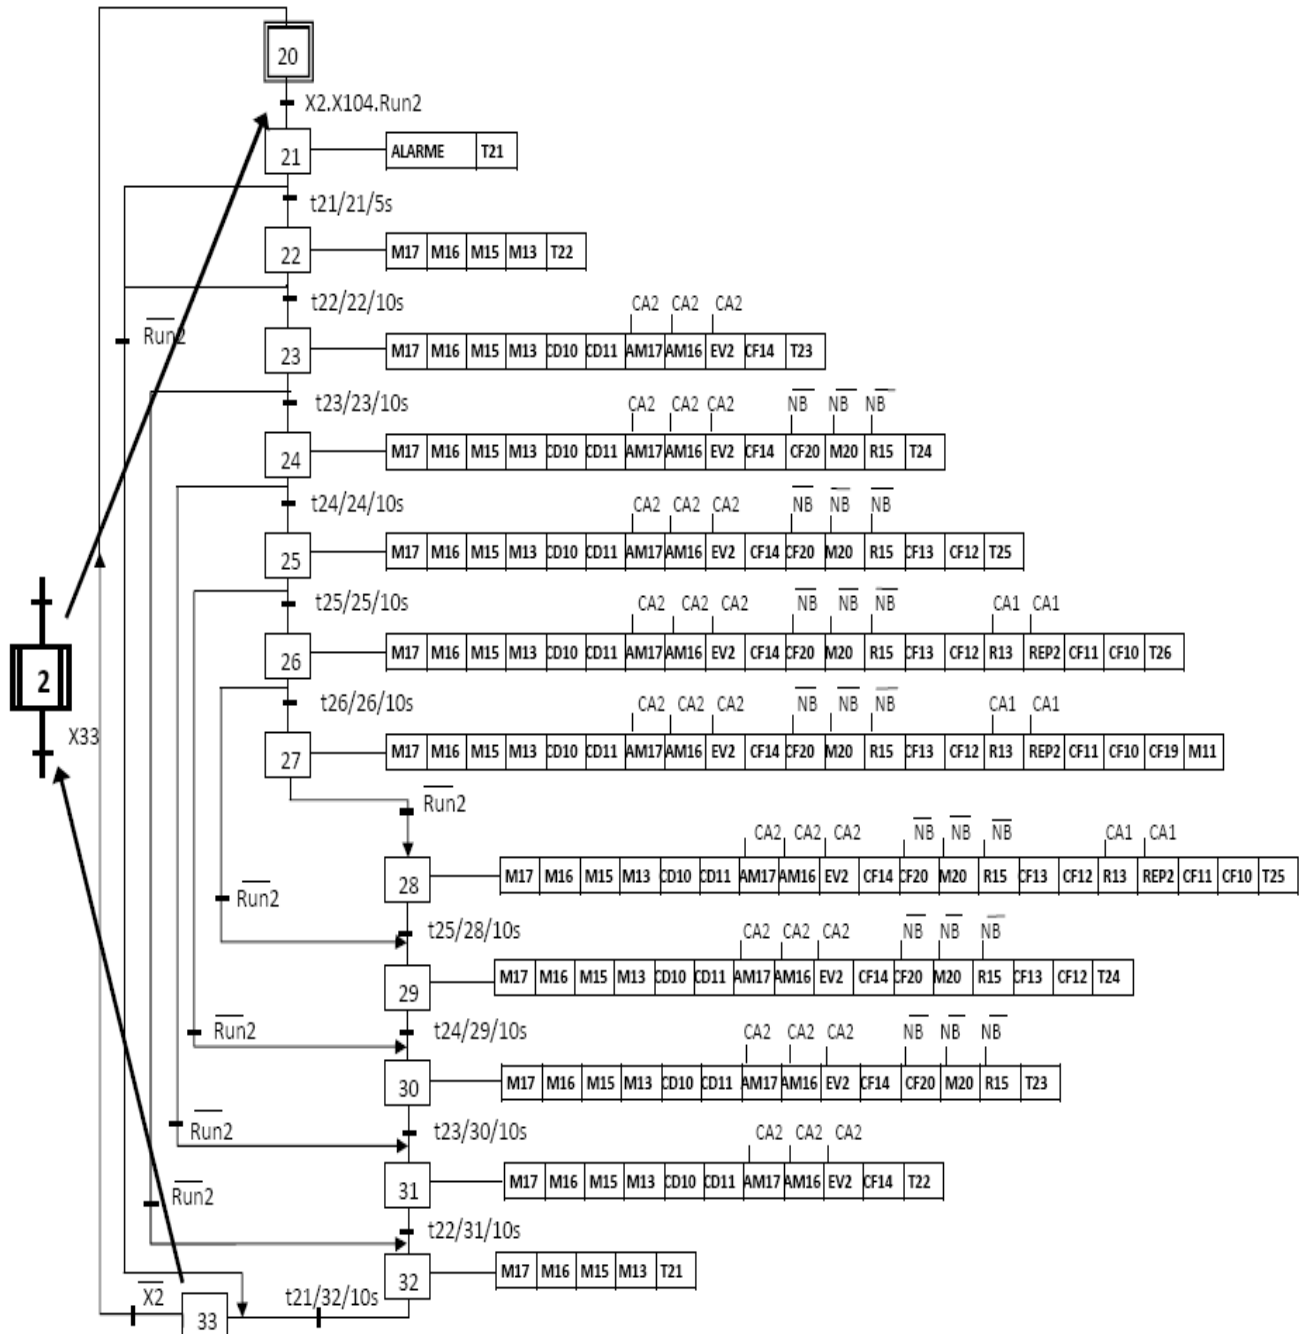 20
X2.X104.Run2
21 ALARME T21
t21/21/5s
22 M17 M16 M15 M13 T22
t22/22/10s CA2 CA2 CA2
Run2
23 M17 M16 M15 M13 CD10 CD11 AM17 AM16 EV2 CF14 T23
t23/23/10s CA2 CA2 CA2 NB NB NB
24 M17 M16 M15 M13 CD10 CD11 AM17 AM16 EV2 CF14 CF20 M20 R15 T24
t24/24/10s CA2 CA2 CA2 NB NB NB
25 M17 M16 M15 M13 CD10 CD11 AM17 AM16 EV2 CF14 CF20 M20 R15 CF13 CF12 T25
t25/25/10s CA2 CA2 CA2 NB NB NB CA1 CA1
26 M17 M16 M15 M13 CD10 CD11 AM17 AM16 EV2 CF14 CF20 M20 R15 CF13 CF12 R13 REP2 CF11 CF10 T26
2
t26/26/10s CA2 CA2 CA2 NB NB NB CA1 CA1
X33
27 M17 M16 M15 M13 CD10 CD11 AM17 AM16 EV2 CF14 CF20 M20 R15 CF13 CF12 R13 REP2 CF11 CF10 CF19 M11
Run2
CA2 CA2 CA2 NB NB NB CA1 CA1
28 M17 M16 M15 M13 CD10 CD11 AM17 AM16 EV2 CF14 CF20 M20 R15 CF13 CF12 R13 REP2 CF11 CF10 T25
Run2
t25/28/10s CA2 CA2 CA2 NB NB NB
29 M17 M16 M15 M13 CD10 CD11 AM17 AM16 EV2 CF14 CF20 M20 R15 CF13 CF12 T24
Run2 t24/29/10s CA2 CA2 CA2 NB NB NB
30 M17 M16 M15 M13 CD10 CD11 AM17 AM16 EV2 CF14 CF20 M20 R15 T23
Run2 t23/30/10s CA2 CA2 CA2
31 M17 M16 M15 M13 CD10 CD11 AM17 AM16 EV2 CF14 T22
Run2
t22/31/10s
32 M17 M16 M15 M13 T21
X2 t21/32/10s
33